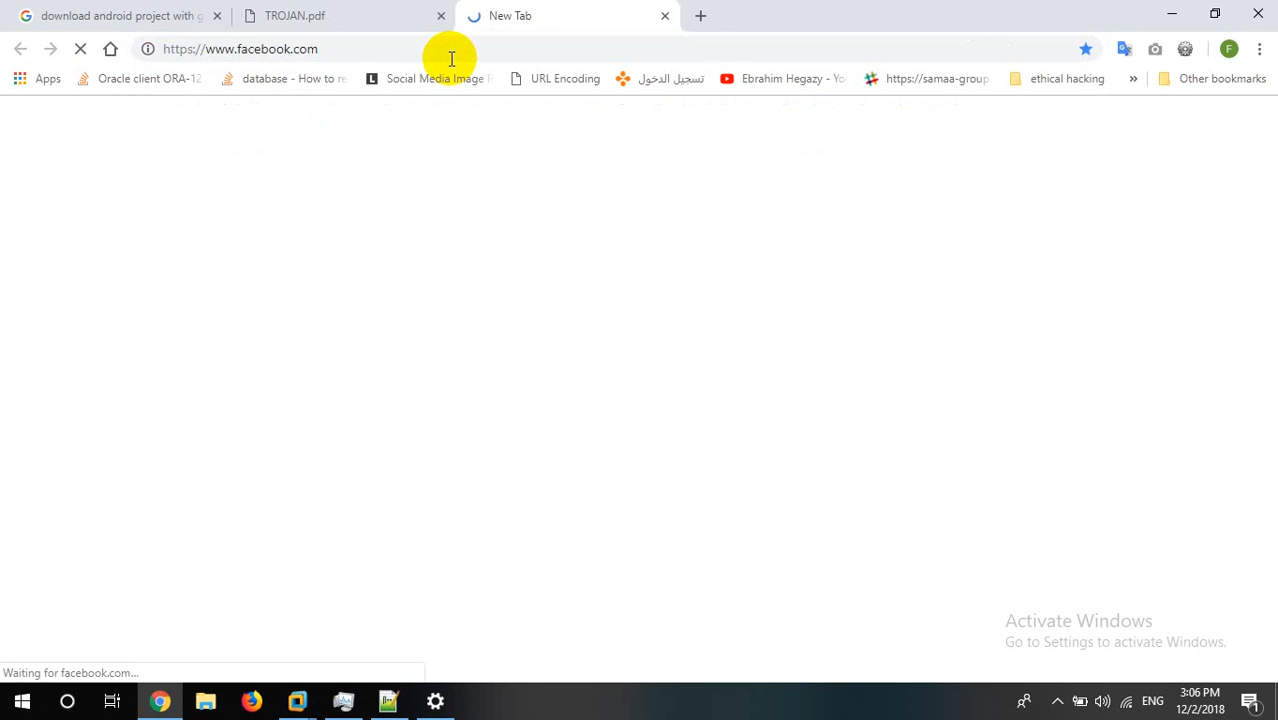 download android project with g
TROJAN.pdf
New Tab
https://www.facebook.com
Apps
Oracle client ORA-12
database - How to re
Social Media Image R
URL Encoding
تسجيل الدخول
Ebrahim Hegazy - Yo
https://samaa-group
ethical hacking
»
Other bookmarks
F
Activate Windows
Go to Settings to activate Windows.
Waiting for facebook.com...
ENG
3:06 PM
12/2/2018
1